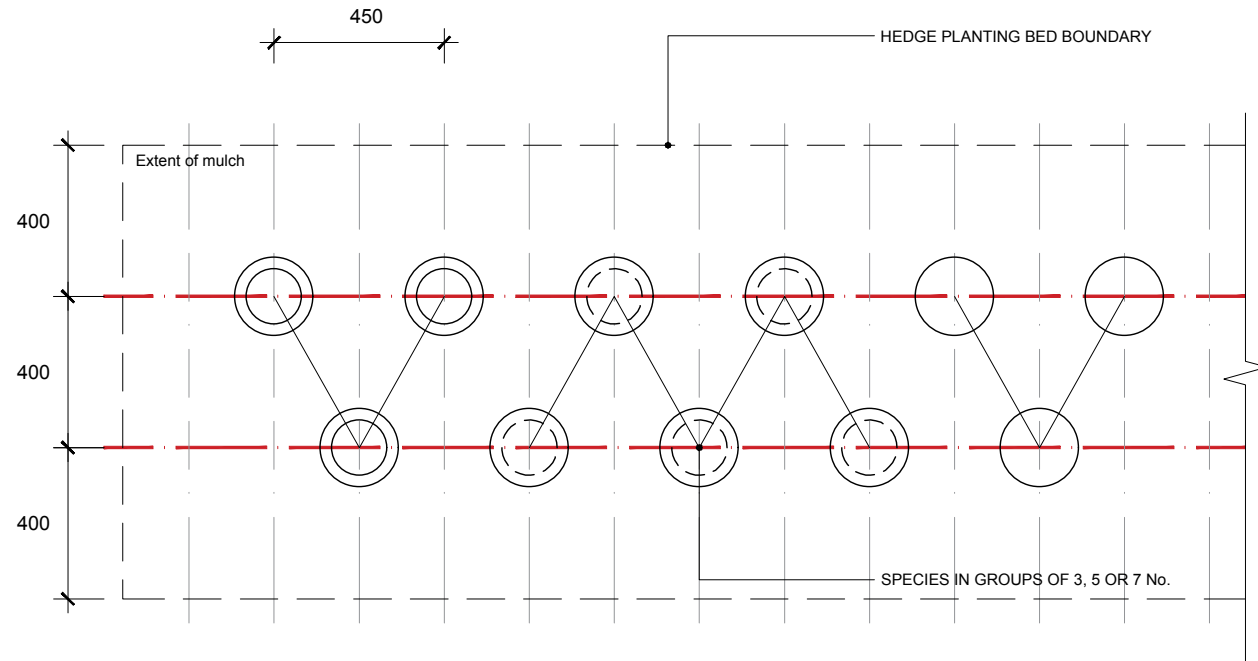 450
HEDGE PLANTING BED BOUNDARY
Extent of mulch
400
400
400
SPECIES IN GROUPS OF 3, 5 OR 7 No.